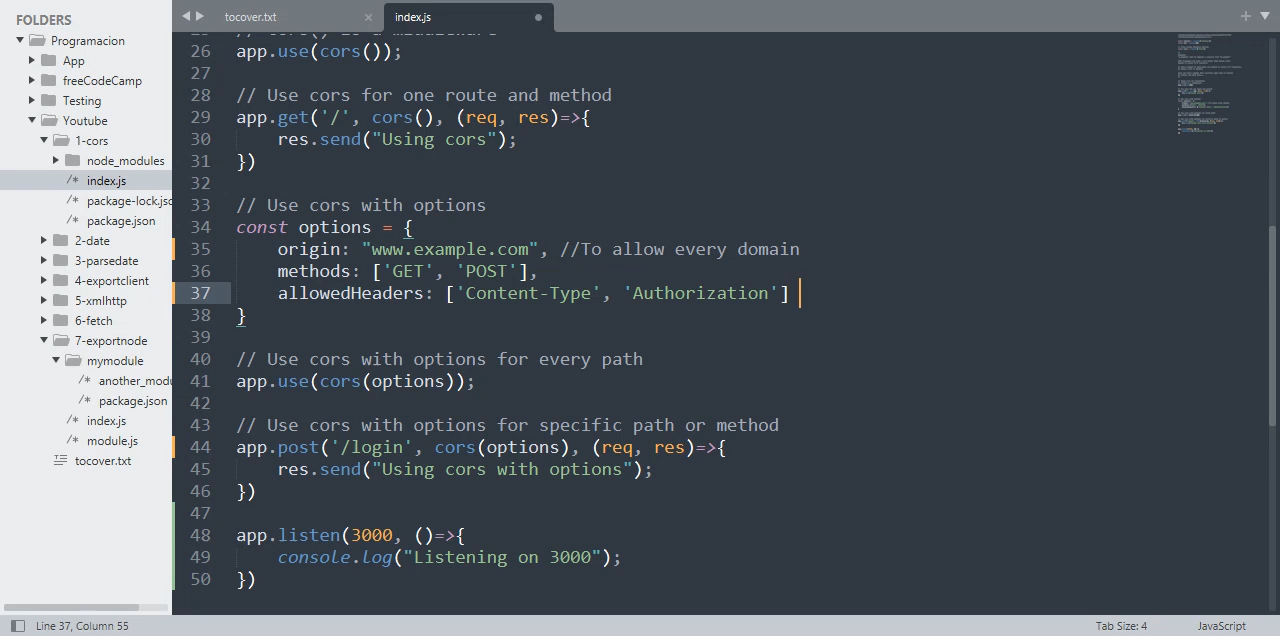 FOLDERS
Programacion
App
freeCodeCamp
Testing
Youtube
1-cors
node_modules
/* index.js
/* package-lock.jsc
/* package.json
2-date
3-parsedate
4-exportclient
5-xmlhttp
6-fetch
7-exportnode
mymodule
/* another_modu
/* package.json
/* index.js
/* module.js
tocover.txt
tocover.txt × index.js
26 app.use(cors());
27
28 // Use cors for one route and method
29 app.get('/', cors(), (req, res)=>{
30 res.send("Using cors");
31 })
32
33 // Use cors with options
34 const options = {
35 origin: "www.example.com", //To allow every domain
36 methods: ['GET', 'POST'],
37 allowedHeaders: ['Content-Type', 'Authorization']
38 }
39
40 // Use cors with options for every path
41 app.use(cors(options));
42
43 // Use cors with options for specific path or method
44 app.post('/login', cors(options), (req, res)=>{
45 res.send("Using cors with options");
46 })
47
48 app.listen(3000, ()=>{
49 console.log("Listening on 3000");
50 })
Line 37, Column 55 Tab Size: 4 JavaScript